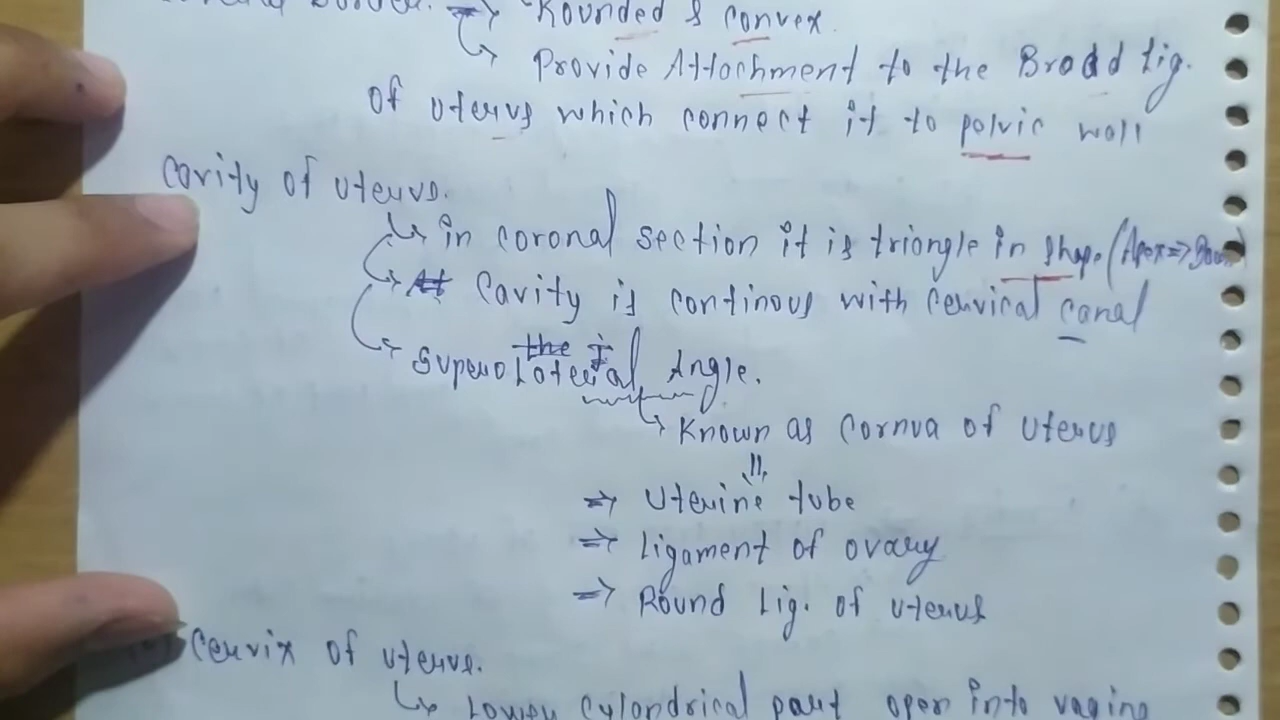 ⇒ Rounded & convex.
↳ Provide Attachment to the Broad Lig.
of uterus which connect it to pelvic wall
Cavity of uterus.
↳ in coronal section it is triangle in shape (Apex ⇒
↳ Cavity is continous with cervical canal
↳ Superolateral Angle.
↳ Known as Cornua of uterus
⇒ Uterine tube
⇒ Ligament of ovary
⇒ Round Lig. of uterus
Cervix of uterus.
↳ Lower Cylondrical part open into vagina